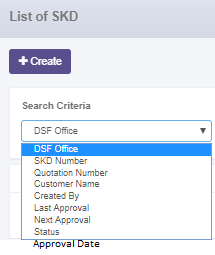 List of SKD
+ Create
Search Criteria
DSF Office
DSF Office
SKD Number
Quotation Number
Customer Name
Created By
Last Approval
Next Approval
Status
Approval Date